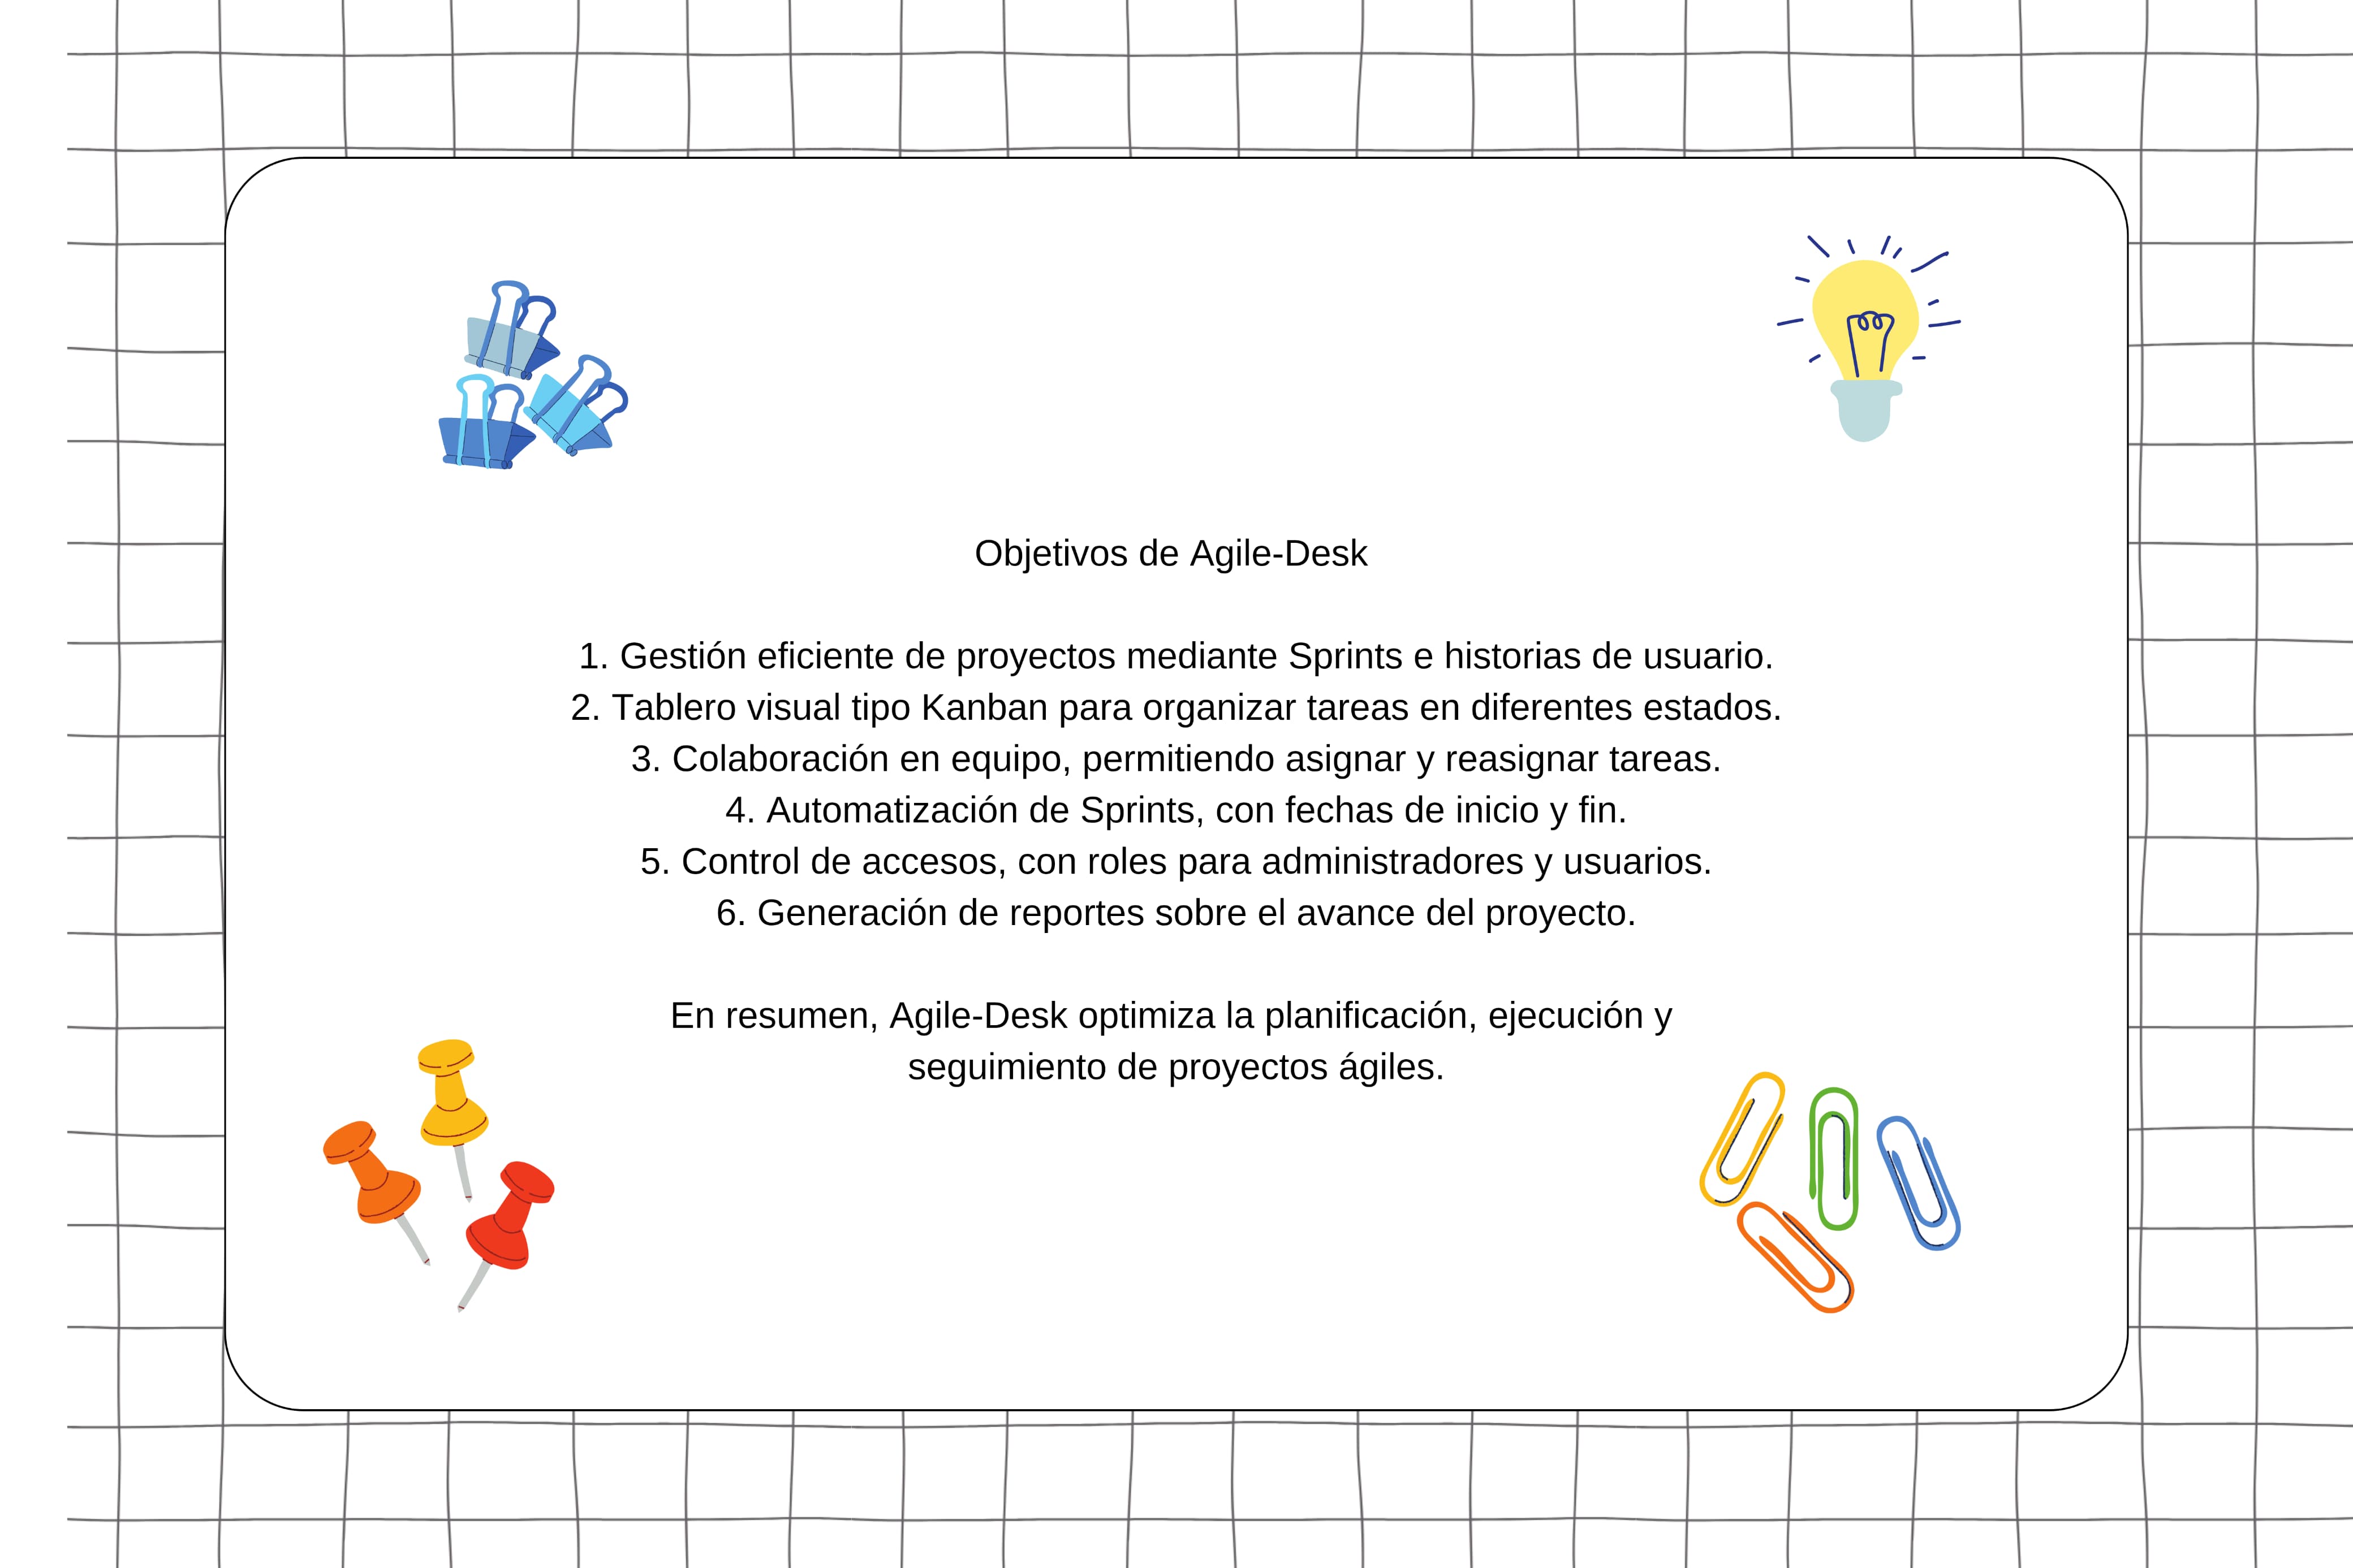 Objetivos de Agile-Desk
1. Gestión eficiente de proyectos mediante Sprints e historias de usuario.
2. Tablero visual tipo Kanban para organizar tareas en diferentes estados.
3. Colaboración en equipo, permitiendo asignar y reasignar tareas.
4. Automatización de Sprints, con fechas de inicio y fin.
5. Control de accesos, con roles para administradores y usuarios.
6. Generación de reportes sobre el avance del proyecto.
En resumen, Agile-Desk optimiza la planificación, ejecución y
seguimiento de proyectos ágiles.